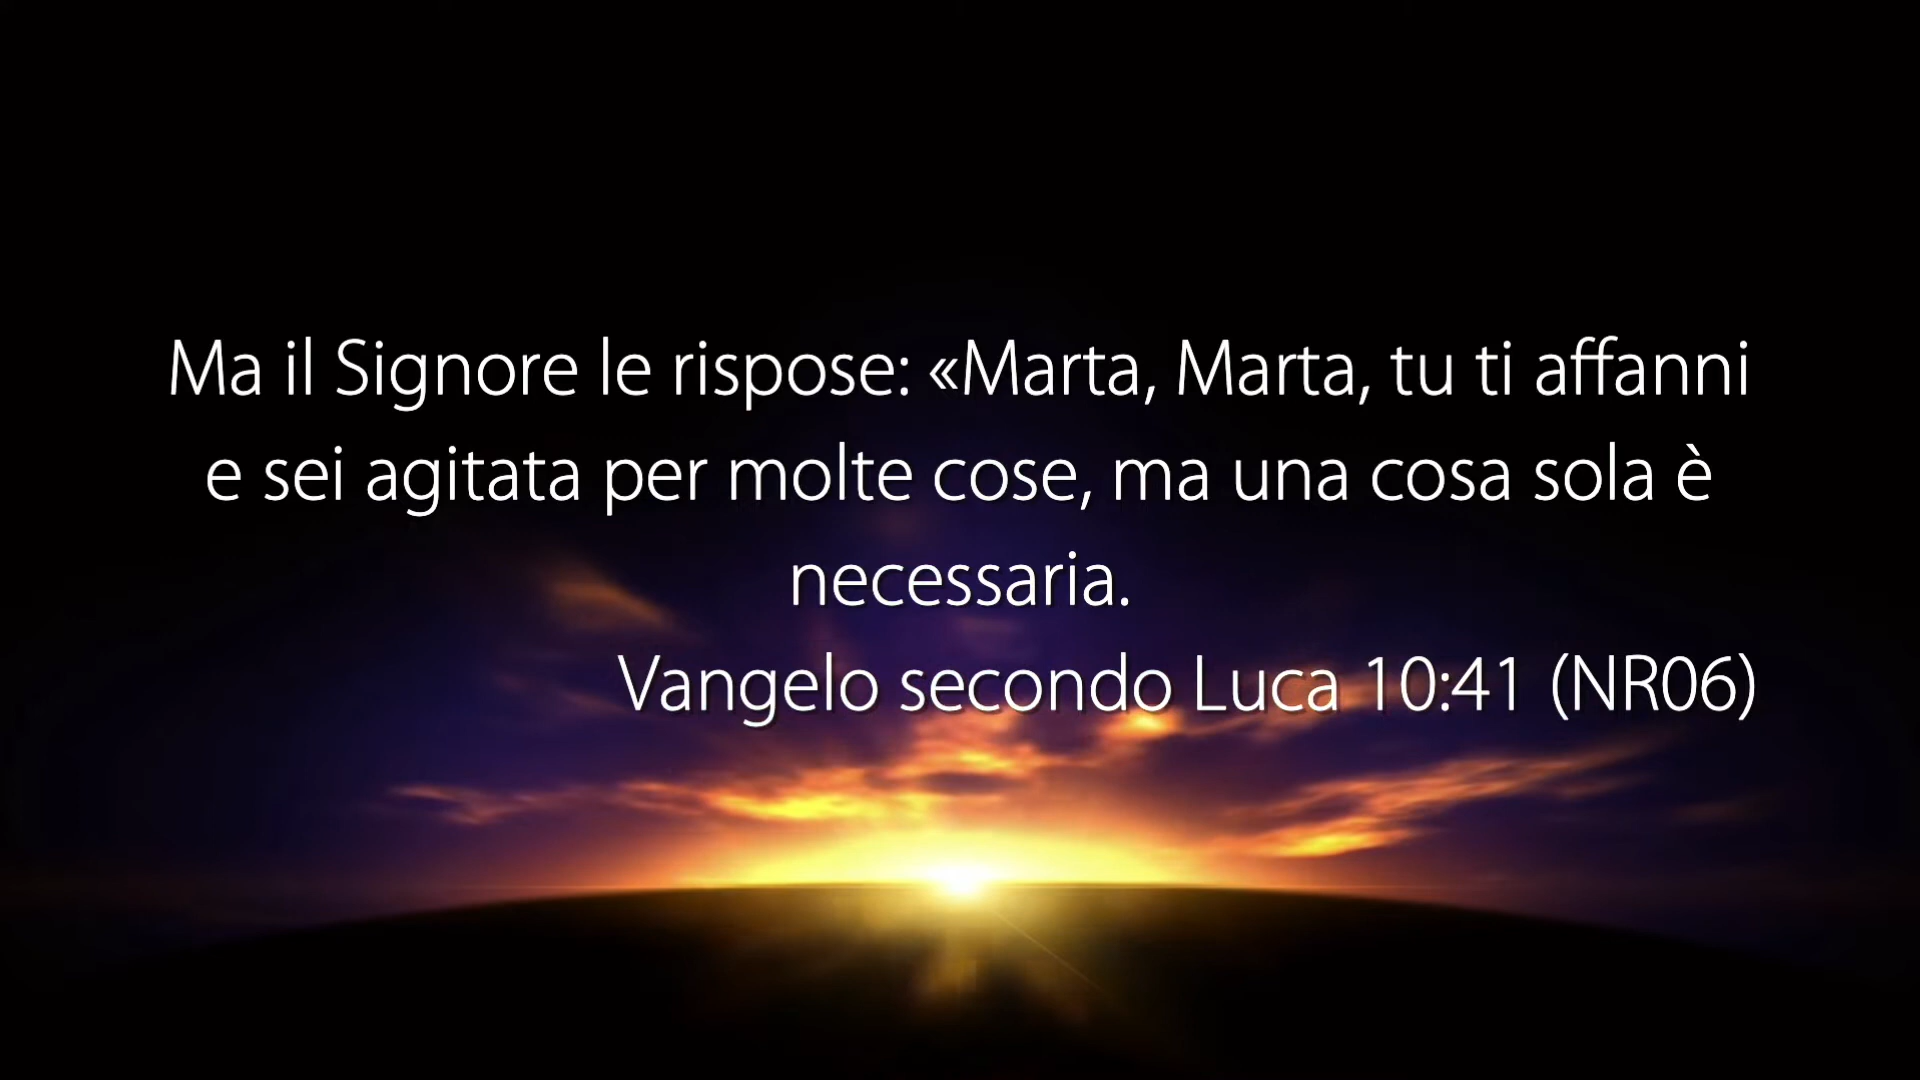 Ma il Signore le rispose: «Marta, Marta, tu ti affanni
e sei agitata per molte cose, ma una cosa sola è
necessaria.
Vangelo secondo Luca 10:41 (NR06)